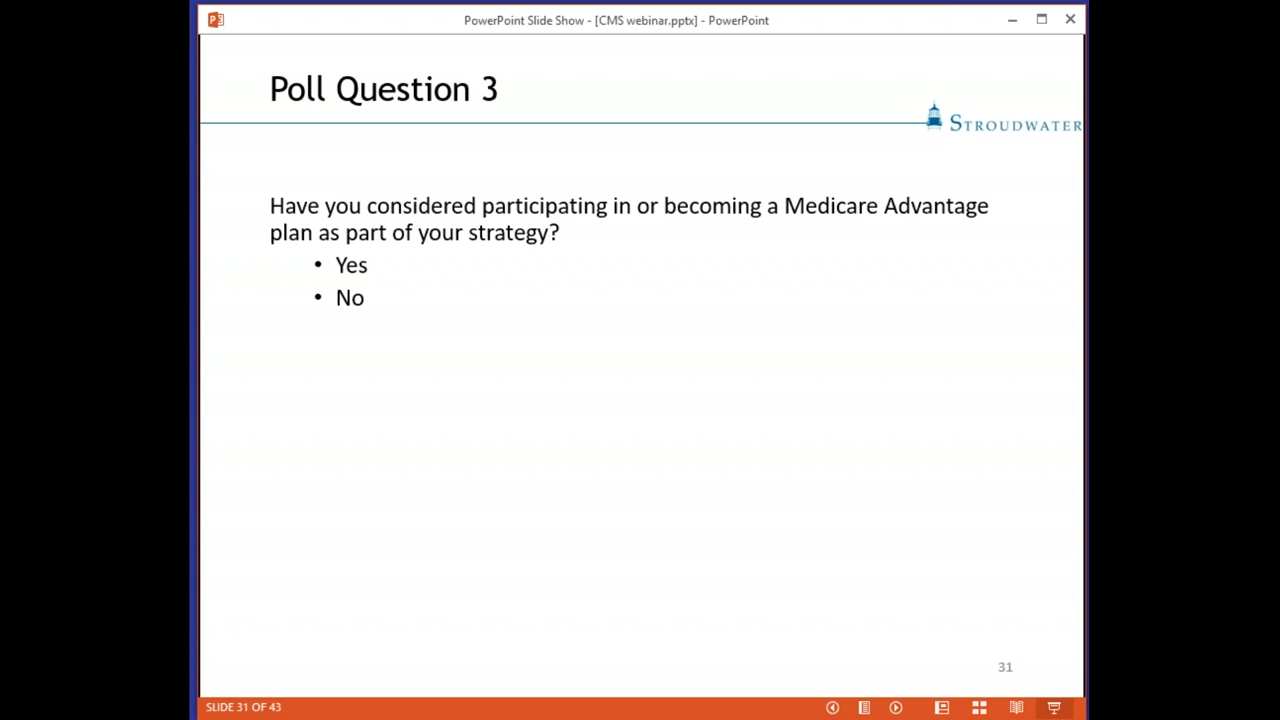 PowerPoint Slide Show - [CMS webinar.pptx] - PowerPoint
Poll Question 3
STROUDWATER
Have you considered participating in or becoming a Medicare Advantage
plan as part of your strategy?
• Yes
• No
31
SLIDE 31 OF 43